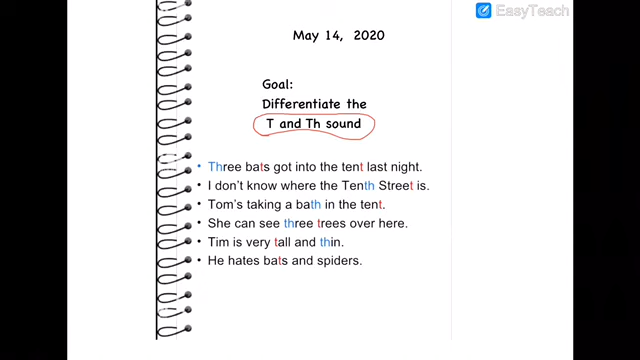 EasyTeach
May 14, 2020
Goal:
Differentiate the
T and Th sound
• Three bats got into the tent last night.
• I don't know where the Tenth Street is.
• Tom's taking a bath in the tent.
• She can see three trees over here.
• Tim is very tall and thin.
• He hates bats and spiders.